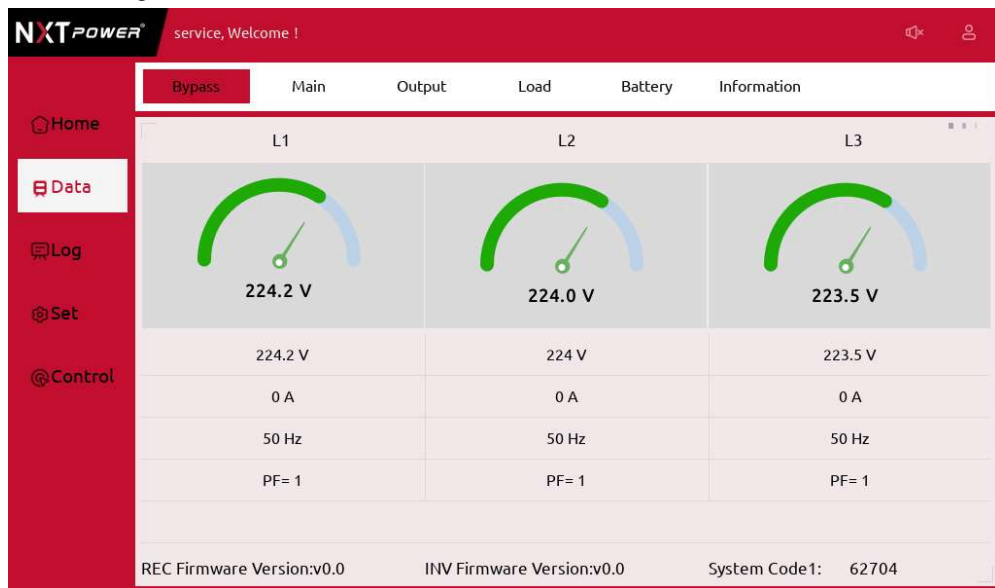 NXTPOWER®
service, Welcome !
Bypass Main Output Load Battery Information
Home
Data
Log
Set
Control
L1 L2 L3
224.2 V 224.0 V 223.5 V
224.2 V 224 V 223.5 V
0 A 0 A 0 A
50 Hz 50 Hz 50 Hz
PF= 1 PF= 1 PF= 1
REC Firmware Version:v0.0 INV Firmware Version:v0.0 System Code1: 62704